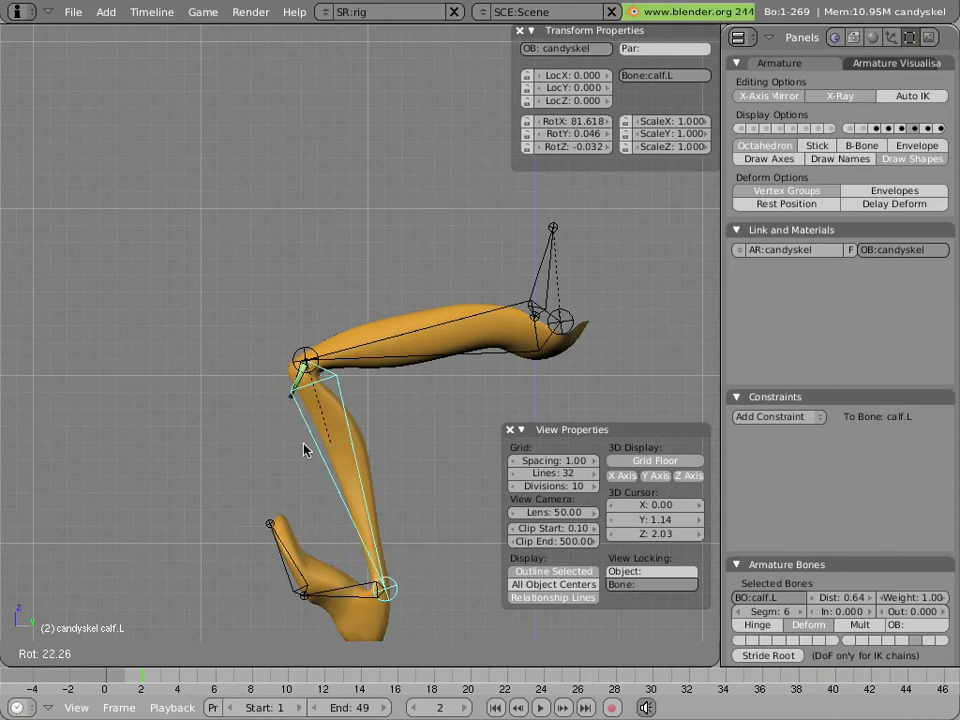 File Add Timeline Game Render Help SR:rig SCE:Scene www.blender.org 244 Bo:1-269 | Mem:10.95M candyskel
Transform Properties
OB: candyskel Par:
LocX: 0.000 Bone:calf.L
LocY: 0.000
LocZ: 0.000
RotX: 81.618 ScaleX: 1.000
RotY: 0.046 ScaleY: 1.000
RotZ: -0.032 ScaleZ: 1.000
Panels
Armature Armature Visualisa
Editing Options
X-Axis Mirror X-Ray Auto IK
Display Options
Octahedron Stick B-Bone Envelope
Draw Axes Draw Names Draw Shapes
Deform Options
Vertex Groups Envelopes
Rest Position Delay Deform
Link and Materials
AR:candyskel F OB:candyskel
Constraints
Add Constraint To Bone: calf.L
View Properties
Grid: 3D Display:
Spacing: 1.00 Grid Floor
Lines: 32 X Axis Y Axis Z Axis
Divisions: 10 3D Cursor:
View Camera: X: 0.00
Lens: 50.00 Y: 1.14
Clip Start: 0.10 Z: 2.03
Clip End: 500.00
Display: View Locking:
Outline Selected Object:
All Object Centers Bone:
Relationship Lines
Armature Bones
Selected Bones
BO:calf.L Dist: 0.64 Weight: 1.00
Segm: 6 In: 0.000 Out: 0.000
Hinge Deform Mult OB:
Stride Root (DoF on'y for IK chains)
z
y
(2) candyskel calf.L
Rot: 22.26
-4 -2 0 2 4 6 8 10 12 14 16 18 20 22 24 26 28 30 32 34 36 38 40 42 44 46
View Frame Playback Pr Start: 1 End: 49 2